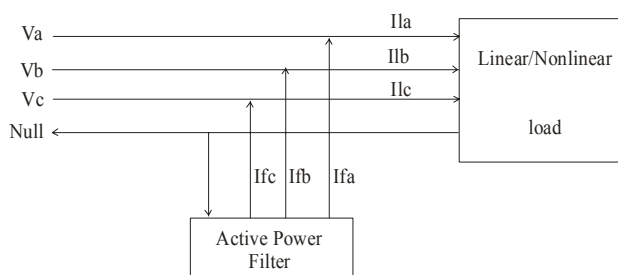 Va
Ila
Vb
Ilb
Linear/Nonlinear
Vc
Ilc
Null
load
Ifc
Ifb
Ifa
Active Power
Filter